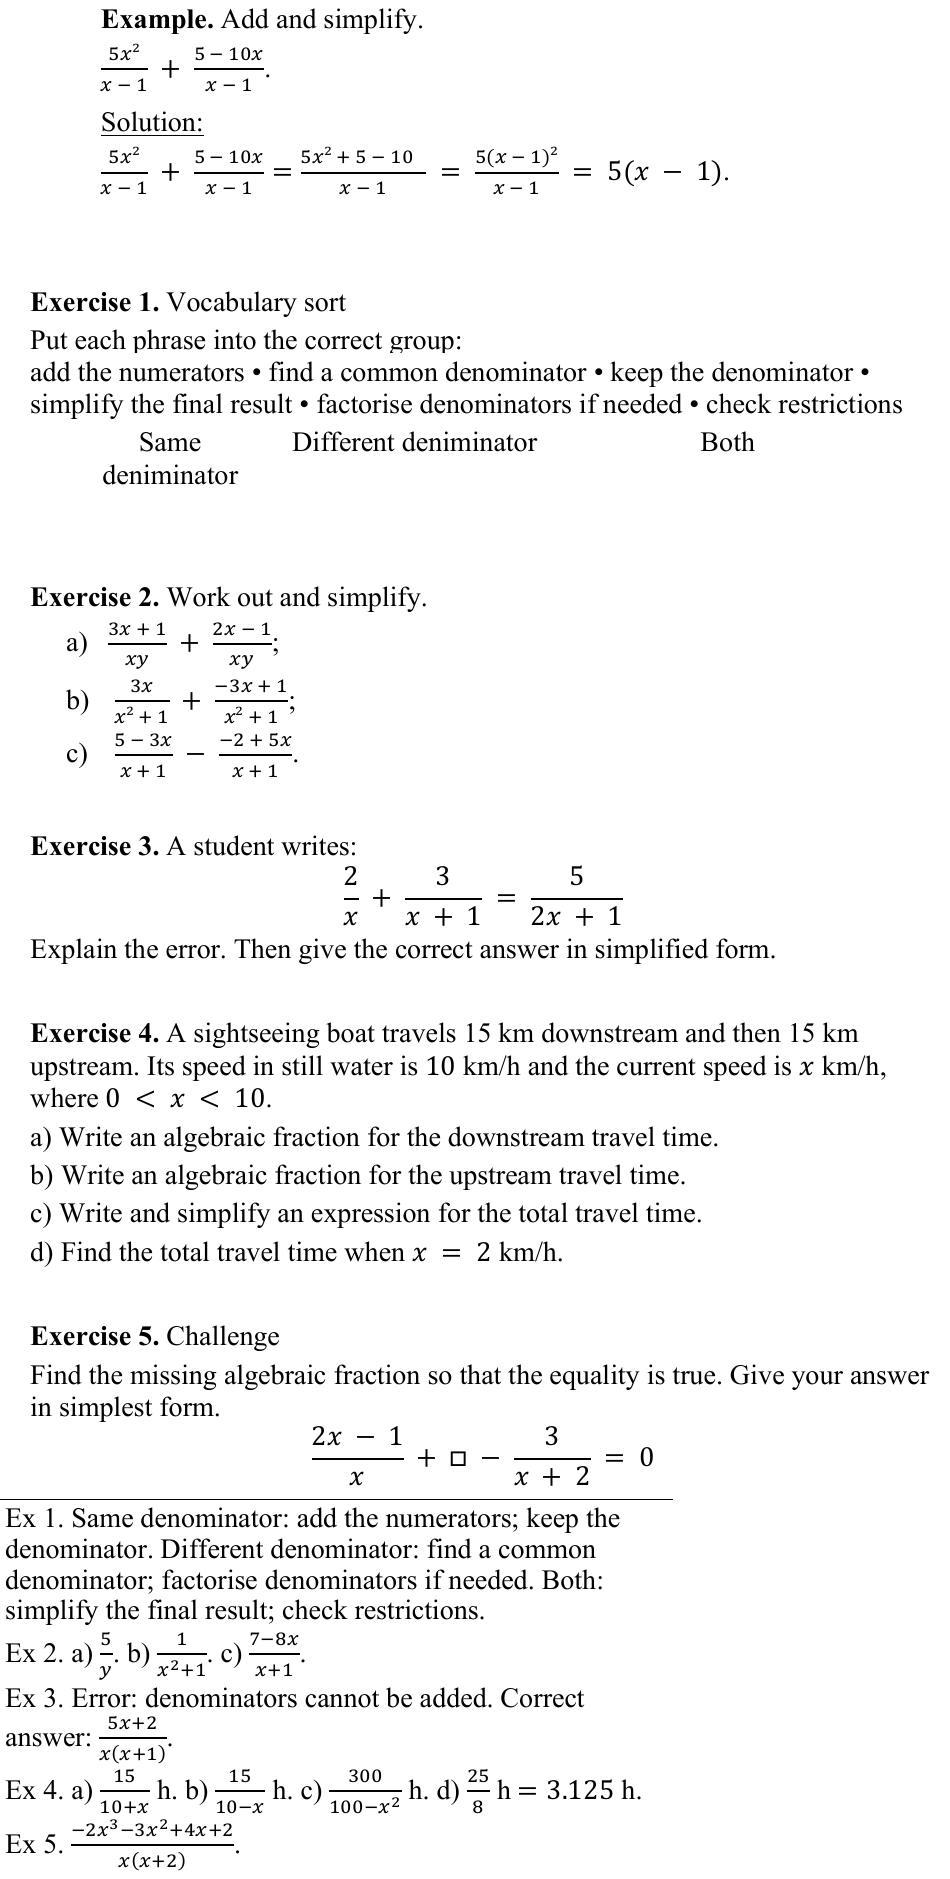 Example. Add and simplify.
5x²/(x − 1) + (5 − 10x)/(x − 1).
Solution:
5x²/(x − 1) + (5 − 10x)/(x − 1) = (5x² + 5 − 10)/(x − 1) = 5(x − 1)²/(x − 1) = 5(x − 1).
Exercise 1. Vocabulary sort
Put each phrase into the correct group:
add the numerators • find a common denominator • keep the denominator •
simplify the final result • factorise denominators if needed • check restrictions
Same Different deniminator Both
deniminator
Exercise 2. Work out and simplify.
a) (3x + 1)/xy + (2x − 1)/xy;
b) 3x/(x² + 1) + (−3x + 1)/(x² + 1);
c) (5 − 3x)/(x + 1) − (−2 + 5x)/(x + 1).
Exercise 3. A student writes:
2/x + 3/(x + 1) = 5/(2x + 1)
Explain the error. Then give the correct answer in simplified form.
Exercise 4. A sightseeing boat travels 15 km downstream and then 15 km
upstream. Its speed in still water is 10 km/h and the current speed is x km/h,
where 0 < x < 10.
a) Write an algebraic fraction for the downstream travel time.
b) Write an algebraic fraction for the upstream travel time.
c) Write and simplify an expression for the total travel time.
d) Find the total travel time when x = 2 km/h.
Exercise 5. Challenge
Find the missing algebraic fraction so that the equality is true. Give your answer
in simplest form.
(2x − 1)/x + □ − 3/(x + 2) = 0
Ex 1. Same denominator: add the numerators; keep the
denominator. Different denominator: find a common
denominator; factorise denominators if needed. Both:
simplify the final result; check restrictions.
Ex 2. a) 5/y. b) 1/(x²+1). c) (7−8x)/(x+1).
Ex 3. Error: denominators cannot be added. Correct
answer: (5x+2)/(x(x+1)).
Ex 4. a) 15/(10+x) h. b) 15/(10−x) h. c) 300/(100−x²) h. d) 25/8 h = 3.125 h.
Ex 5. (−2x³−3x²+4x+2)/(x(x+2)).